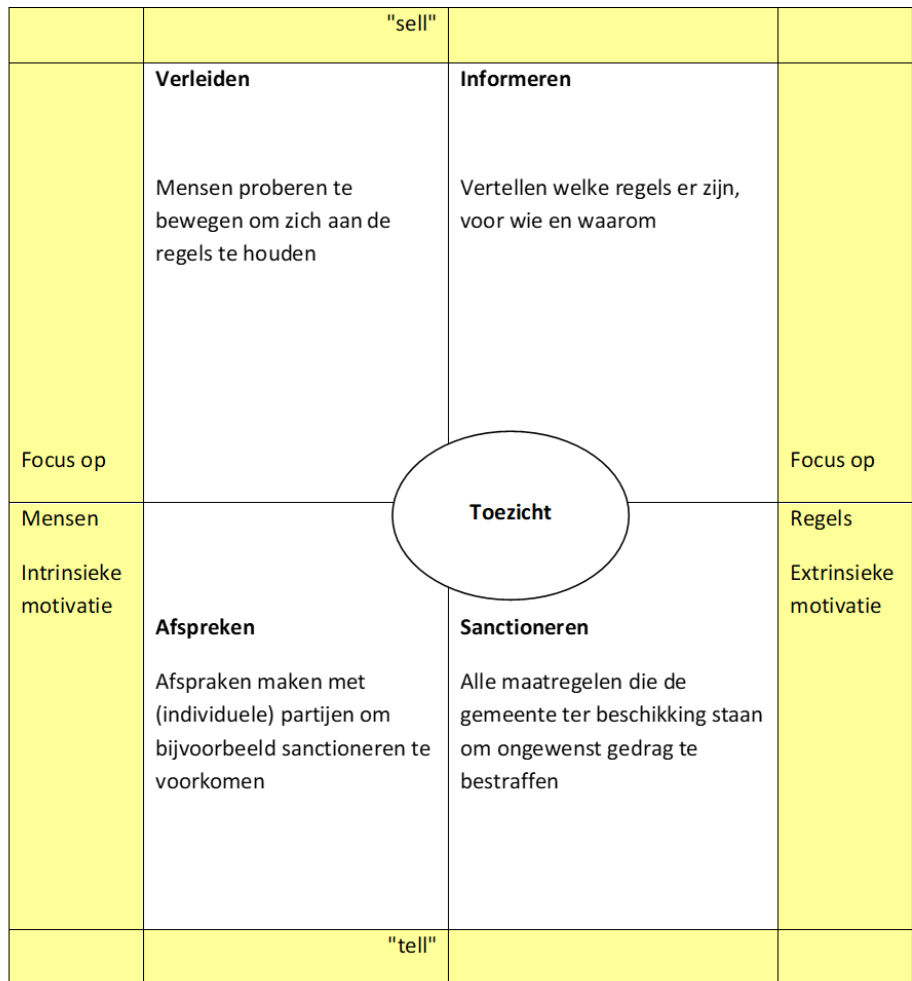 "sell"
Verleiden
Informeren
Mensen proberen te
bewegen om zich aan de
regels te houden
Vertellen welke regels er zijn,
voor wie en waarom
Focus op
Focus op
Toezicht
Mensen
Intrinsieke
motivatie
Regels
Extrinsieke
motivatie
Afspreken
Afspraken maken met
(individuele) partijen om
bijvoorbeeld sanctioneren te
voorkomen
Sanctioneren
Alle maatregelen die de
gemeente ter beschikking staan
om ongewenst gedrag te
bestraffen
"tell"